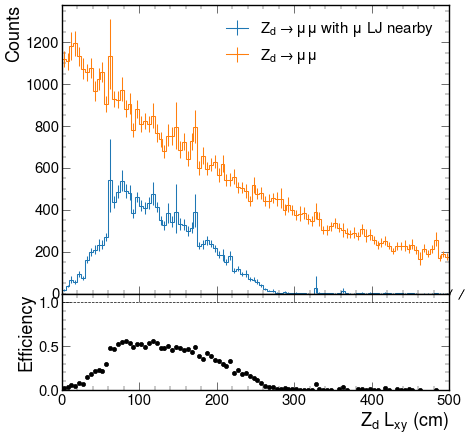 Counts
Z_d → μ μ with μ LJ nearby
Z_d → μ μ
1200
1000
800
600
400
200
0
Efficiency
1.0
0.5
0.0
0 100 200 300 400 500
Z_d L_xy (cm)